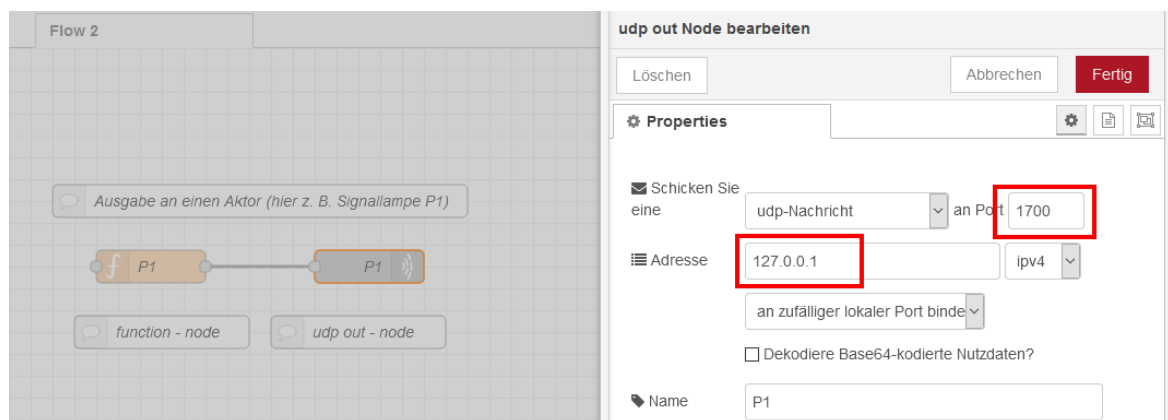 Flow 2
Ausgabe an einen Aktor (hier z. B. Signallampe P1)
P1
P1
function - node
udp out - node
udp out Node bearbeiten
Löschen
Abbrechen
Fertig
Properties
Schicken Sie
eine
udp-Nachricht
an Port
1700
Adresse
127.0.0.1
ipv4
an zufälliger lokaler Port binde
Dekodiere Base64-kodierte Nutzdaten?
Name
P1